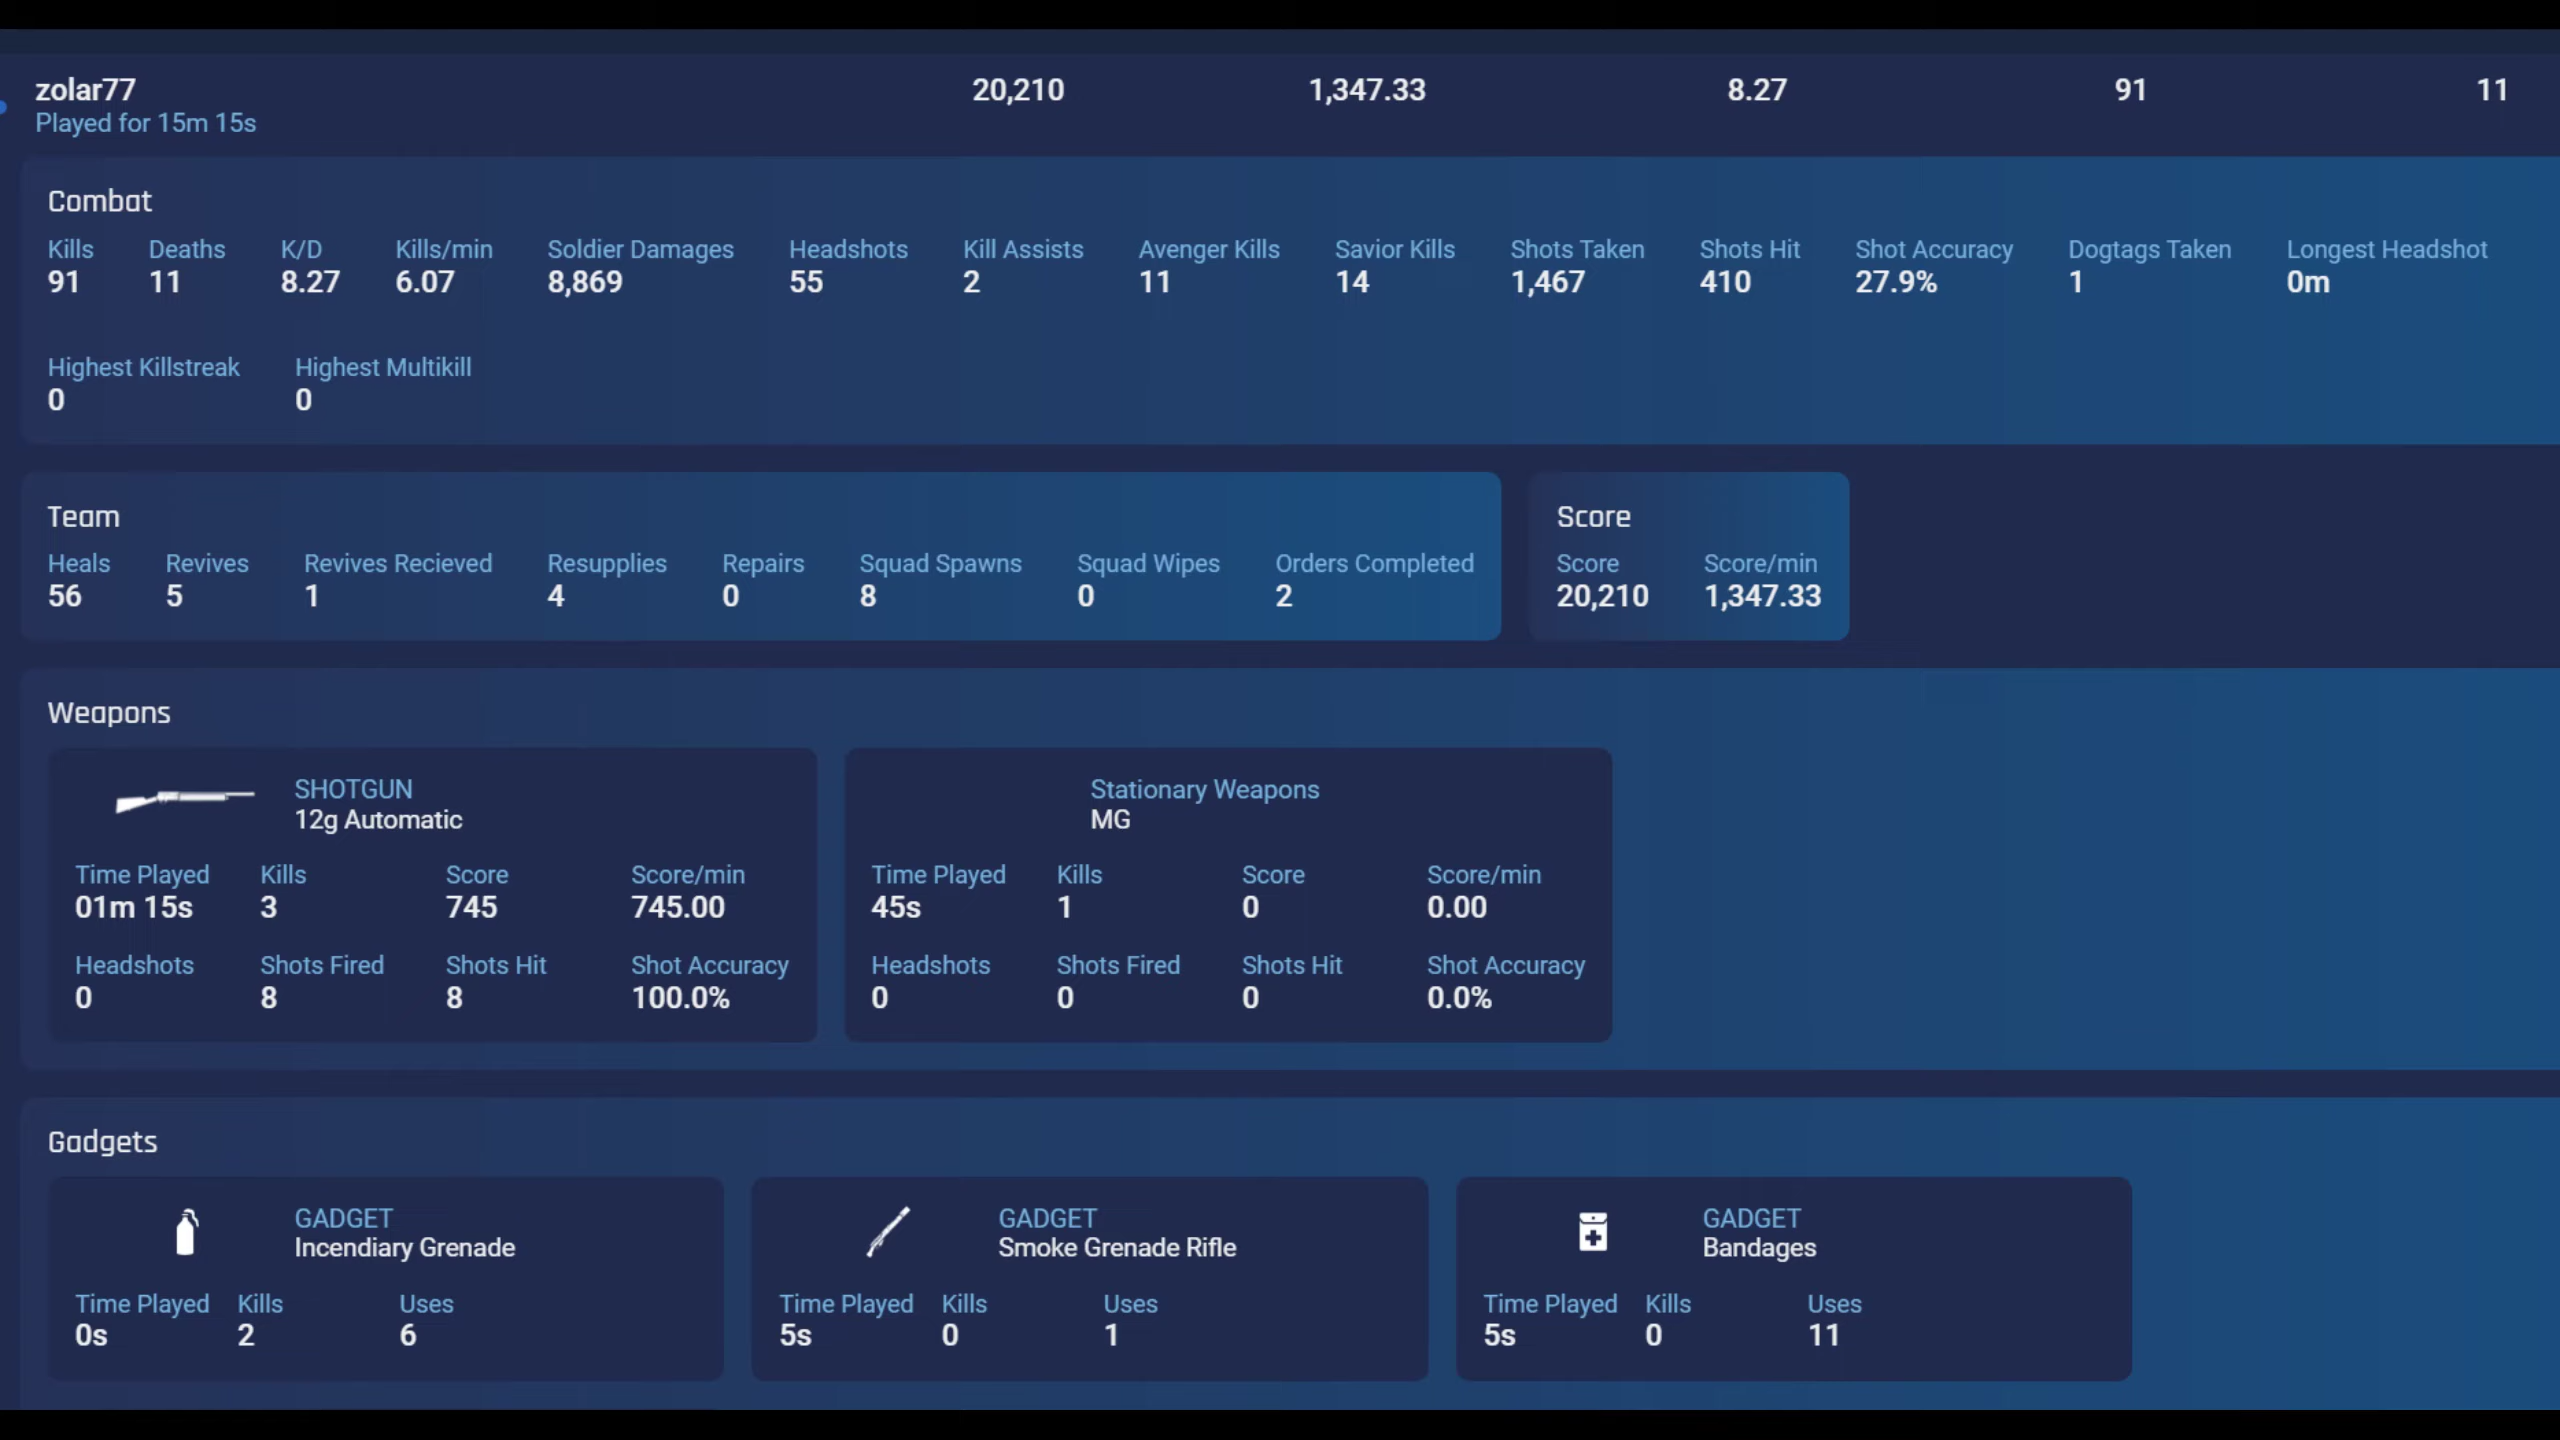 zolar77 20,210 1,347.33 8.27 91 11
Played for 15m 15s
Combat
Kills Deaths K/D Kills/min Soldier Damages Headshots Kill Assists Avenger Kills Savior Kills Shots Taken Shots Hit Shot Accuracy Dogtags Taken Longest Headshot
91 11 8.27 6.07 8,869 55 2 11 14 1,467 410 27.9% 1 0m
Highest Killstreak Highest Multikill
0 0
Team Score
Heals Revives Revives Recieved Resupplies Repairs Squad Spawns Squad Wipes Orders Completed Score Score/min
56 5 1 4 0 8 0 2 20,210 1,347.33
Weapons
SHOTGUN Stationary Weapons
12g Automatic MG
Time Played Kills Score Score/min Time Played Kills Score Score/min
01m 15s 3 745 745.00 45s 1 0 0.00
Headshots Shots Fired Shots Hit Shot Accuracy Headshots Shots Fired Shots Hit Shot Accuracy
0 8 8 100.0% 0 0 0 0.0%
Gadgets
GADGET GADGET GADGET
Incendiary Grenade Smoke Grenade Rifle Bandages
Time Played Kills Uses Time Played Kills Uses Time Played Kills Uses
0s 2 6 5s 0 1 5s 0 11